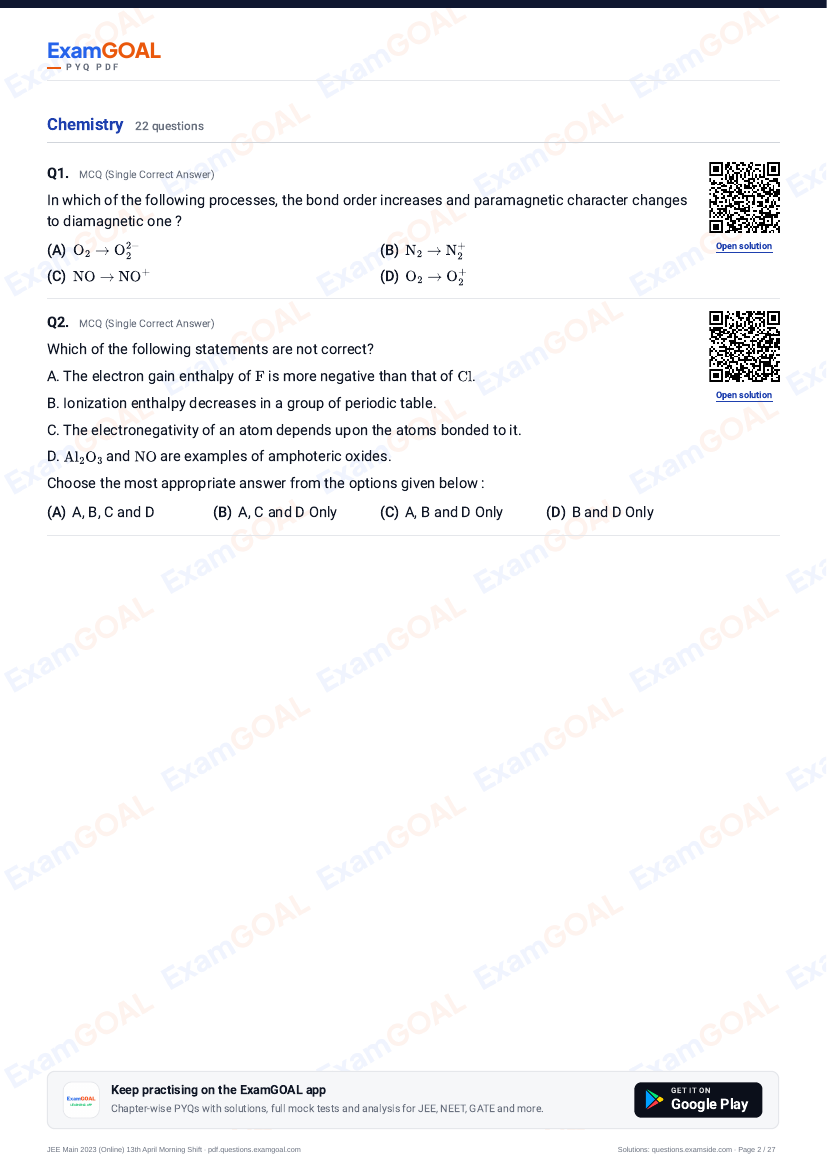 ExamGOAL
PYQ PDF
Chemistry 22 questions
Q1. MCQ (Single Correct Answer)
In which of the following processes, the bond order increases and paramagnetic character changes
to diamagnetic one ?
Open solution
(A) O₂ → O₂²⁻ (B) N₂ → N₂⁺
(C) NO → NO⁺ (D) O₂ → O₂⁺
Q2. MCQ (Single Correct Answer)
Which of the following statements are not correct?
A. The electron gain enthalpy of F is more negative than that of Cl.
Open solution
B. Ionization enthalpy decreases in a group of periodic table.
C. The electronegativity of an atom depends upon the atoms bonded to it.
D. Al₂O₃ and NO are examples of amphoteric oxides.
Choose the most appropriate answer from the options given below :
(A) A, B, C and D (B) A, C and D Only (C) A, B and D Only (D) B and D Only
ExamGOAL
Keep practising on the ExamGOAL app
Chapter-wise PYQs with solutions, full mock tests and analysis for JEE, NEET, GATE and more.
GET IT ON
Google Play
JEE Main 2023 (Online) 13th April Morning Shift · pdf.questions.examgoal.com
Solutions: questions.examside.com · Page 2 / 27